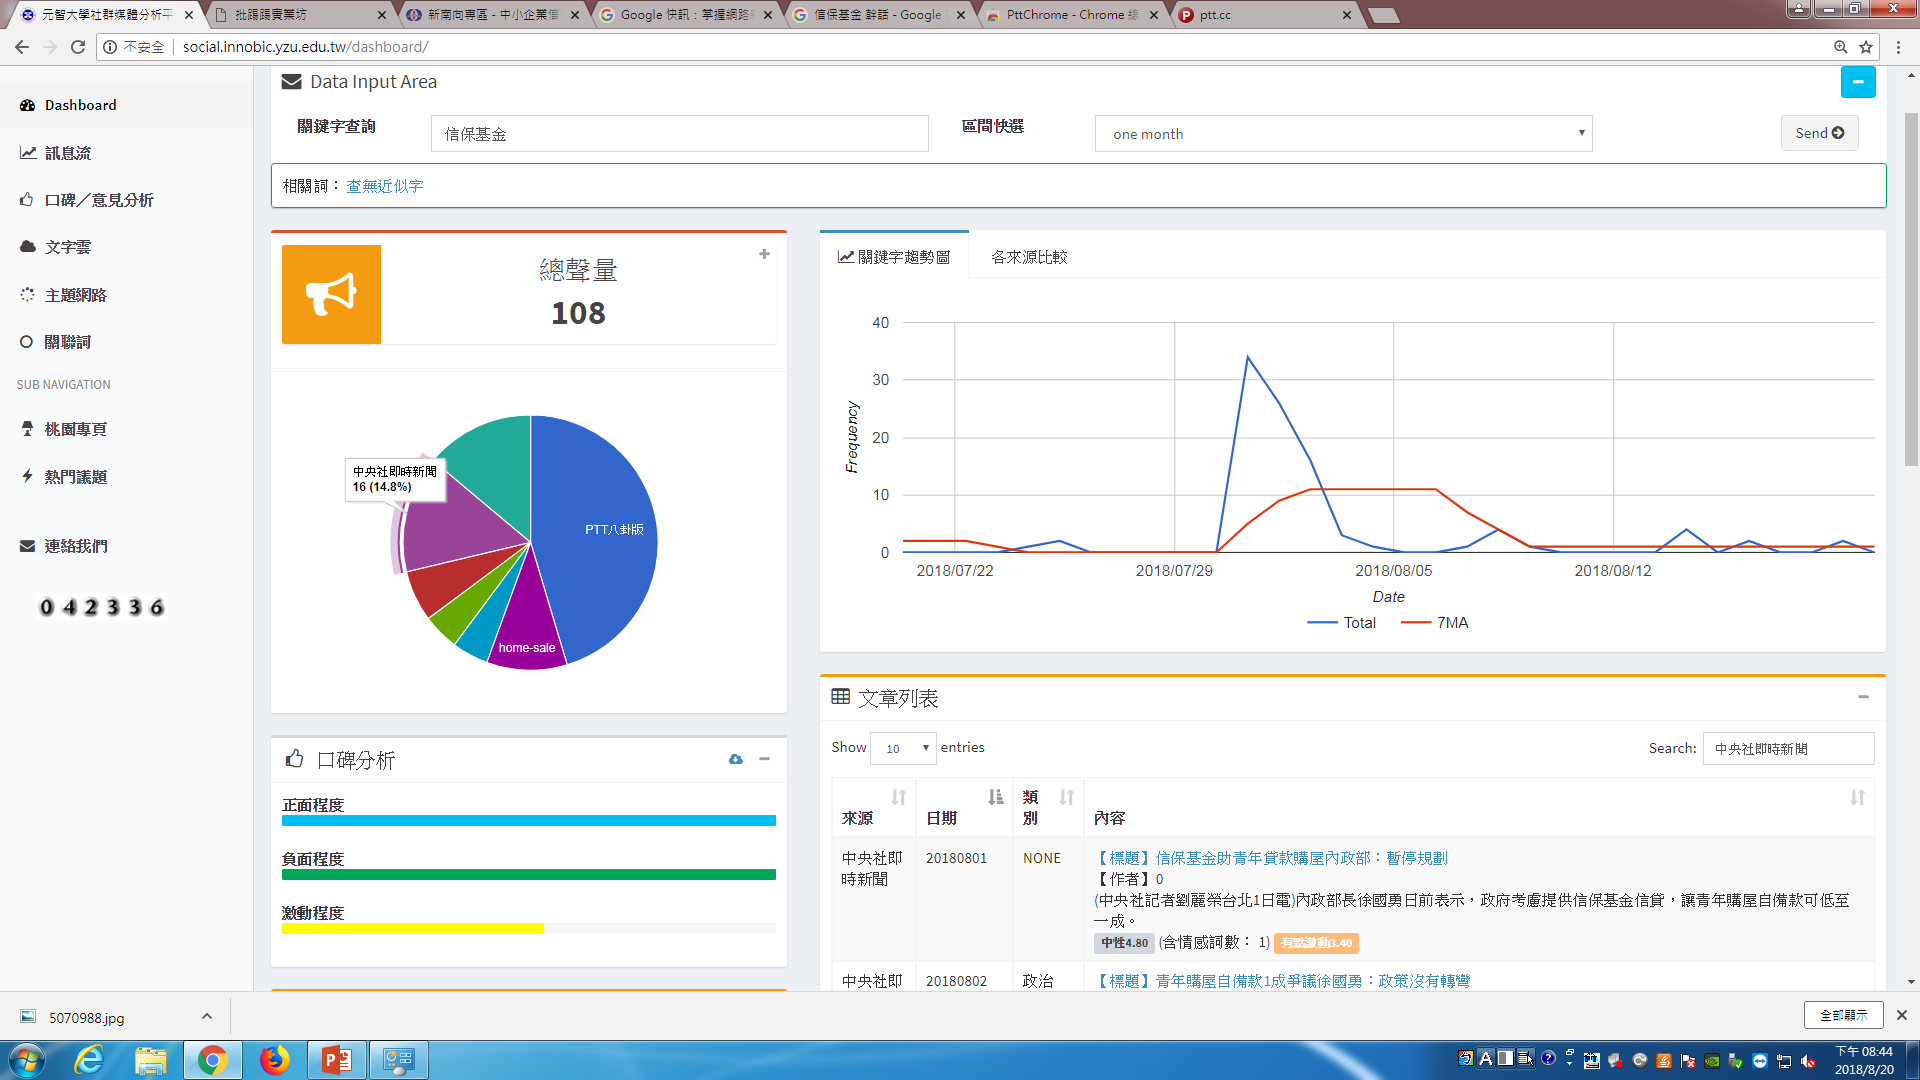 元智大學社群媒體分析平
批踢踢實業坊
新南向專區 - 中小企業信
Google 快訊：掌握網路
信保基金 幹話 - Google
PttChrome - Chrome 線
ptt.cc
不安全
social.innobic.yzu.edu.tw/dashboard/
Dashboard
訊息流
口碑／意見分析
文字雲
主題網路
關聯詞
SUB NAVIGATION
桃園專頁
熱門議題
連絡我們
042336
Data Input Area
關鍵字查詢
信保基金
區間快選
one month
Send
相關詞：查無近似字
總聲量
108
中央社即時新聞
16 (14.8%)
PTT八卦版
home-sale
關鍵字趨勢圖
各來源比較
40
30
20
10
0
Frequency
2018/07/22
2018/07/29
2018/08/05
2018/08/12
Date
Total
7MA
口碑分析
正面程度
負面程度
激動程度
文章列表
Show 10 entries
Search: 中央社即時新聞
來源
日期
類別
內容
中央社即時新聞
20180801
NONE
【標題】信保基金助青年貸款購屋內政部：暫停規劃
【作者】0
(中央社記者劉麗榮台北1日電)內政部長徐國勇日前表示，政府考慮提供信保基金信貸，讓青年購屋自備款可低至
一成。
中性4.80 (含情感詞數： 1) 有點激動3.40
中央社即
20180802
政治
【標題】青年購屋自備款1成爭議徐國勇：政策沒有轉彎
5070988.jpg
全部顯示
下午 08:44
2018/8/20